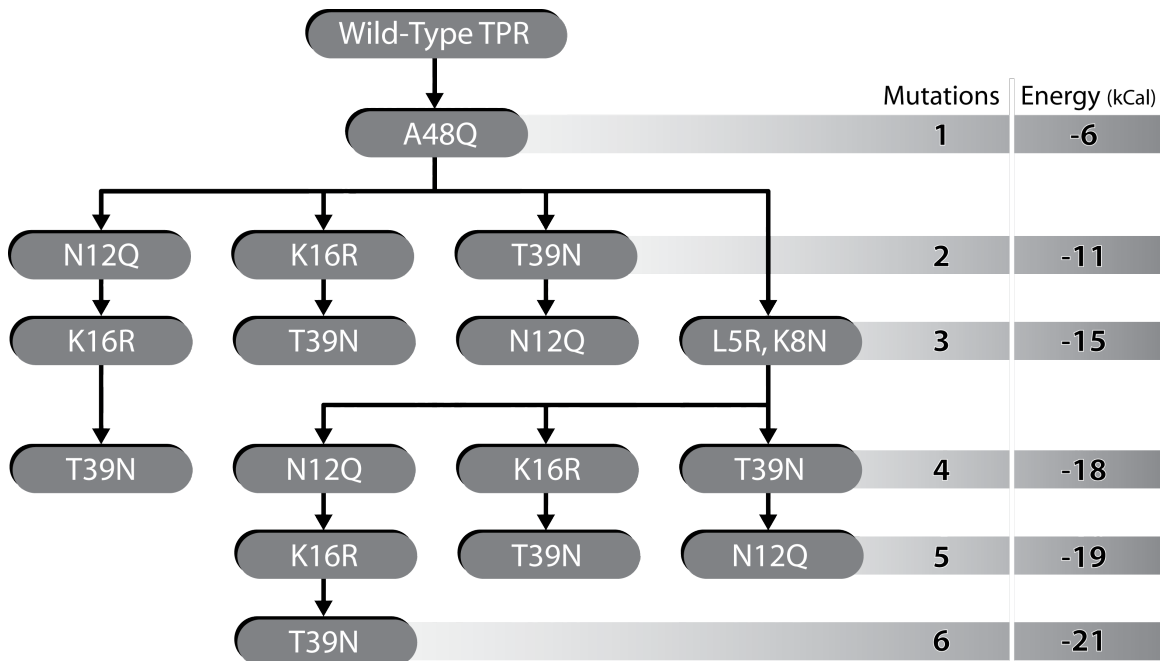 Wild-Type TPR
Mutations Energy (kCal)
A48Q 1 -6
N12Q K16R T39N 2 -11
K16R T39N N12Q L5R, K8N 3 -15
T39N N12Q K16R T39N 4 -18
K16R T39N N12Q 5 -19
T39N 6 -21